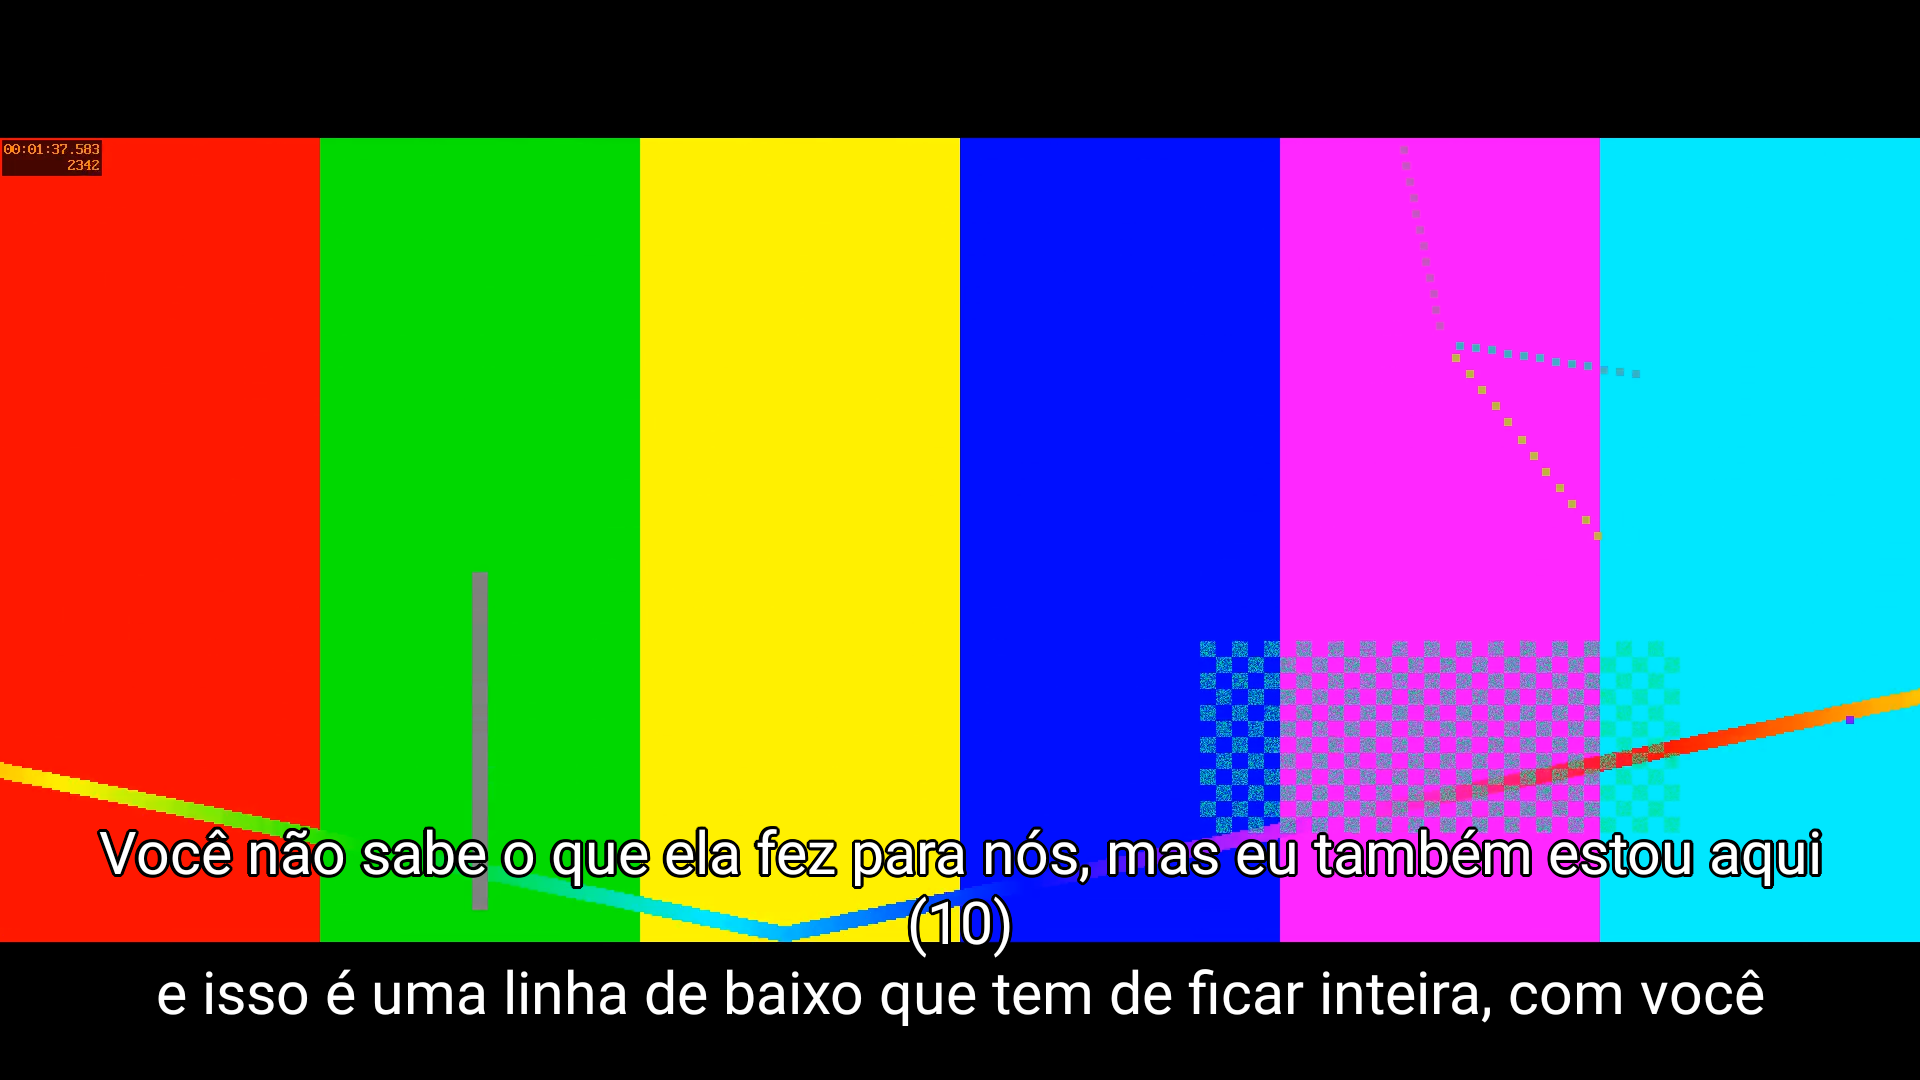 00:01:37.583
2342
Você não sabe o que ela fez para nós, mas eu também estou aqui
(10)
e isso é uma linha de baixo que tem de ficar inteira, com você